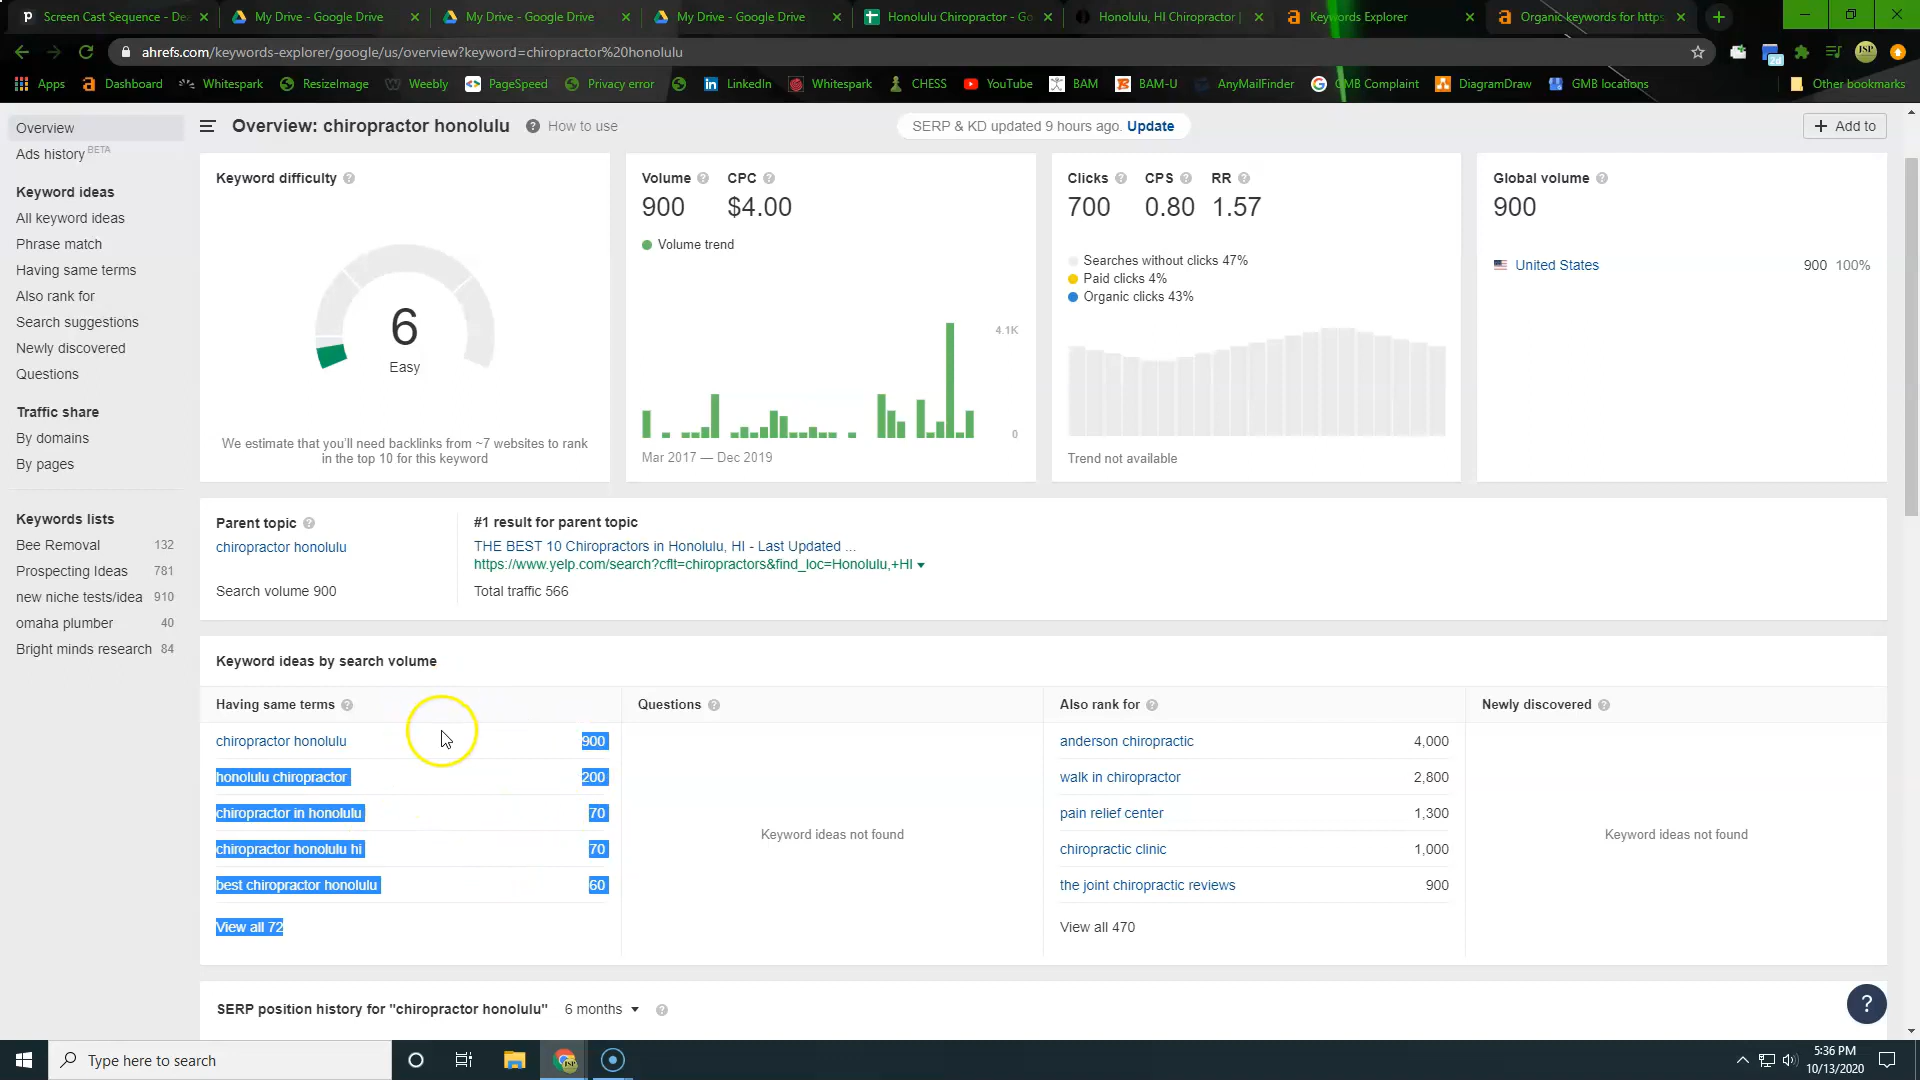 Screen Cast Sequence - De
My Drive - Google Drive
My Drive - Google Drive
My Drive - Google Drive
Honolulu Chiropractor - Go
Honolulu, HI Chiropractor |
Keywords Explorer
Organic keywords for https
ahrefs.com/keywords-explorer/google/us/overview?keyword=chiropractor%20honolulu
Apps
Dashboard
Whitespark
ResizeImage
Weebly
PageSpeed
Privacy error
LinkedIn
Whitespark
CHESS
YouTube
BAM
BAM-U
AnyMailFinder
GMB Complaint
DiagramDraw
GMB locations
Other bookmarks
Overview
Ads history BETA
Keyword ideas
All keyword ideas
Phrase match
Having same terms
Also rank for
Search suggestions
Newly discovered
Questions
Traffic share
By domains
By pages
Keywords lists
Bee Removal 132
Prospecting Ideas 781
new niche tests/idea 910
omaha plumber 40
Bright minds research 84
Overview: chiropractor honolulu ? How to use
SERP & KD updated 9 hours ago. Update
+ Add to
Keyword difficulty ?
6
Easy
We estimate that you'll need backlinks from ~7 websites to rank
in the top 10 for this keyword
Volume ? CPC ?
900 $4.00
Volume trend
4.1K
0
Mar 2017 — Dec 2019
Clicks ? CPS ? RR ?
700 0.80 1.57
Searches without clicks 47%
Paid clicks 4%
Organic clicks 43%
Trend not available
Global volume ?
900
United States 900 100%
Parent topic ?
chiropractor honolulu
Search volume 900
#1 result for parent topic
THE BEST 10 Chiropractors in Honolulu, HI - Last Updated ...
https://www.yelp.com/search?cflt=chiropractors&find_loc=Honolulu,+HI
Total traffic 566
Keyword ideas by search volume
Having same terms ?
chiropractor honolulu 900
honolulu chiropractor 200
chiropractor in honolulu 70
chiropractor honolulu hi 70
best chiropractor honolulu 60
View all 72
Questions ?
Keyword ideas not found
Also rank for ?
anderson chiropractic 4,000
walk in chiropractor 2,800
pain relief center 1,300
chiropractic clinic 1,000
the joint chiropractic reviews 900
View all 470
Newly discovered ?
Keyword ideas not found
SERP position history for "chiropractor honolulu" 6 months ?
?
Type here to search
5:36 PM
10/13/2020